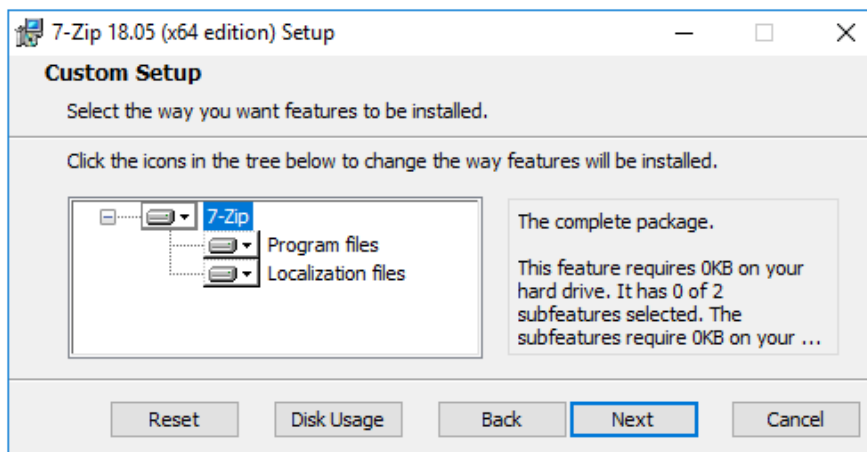 7-Zip 18.05 (x64 edition) Setup
Custom Setup
Select the way you want features to be installed.
Click the icons in the tree below to change the way features will be installed.
7-Zip
Program files
Localization files
The complete package.
This feature requires 0KB on your
hard drive. It has 0 of 2
subfeatures selected. The
subfeatures require 0KB on your ...
Reset
Disk Usage
Back
Next
Cancel